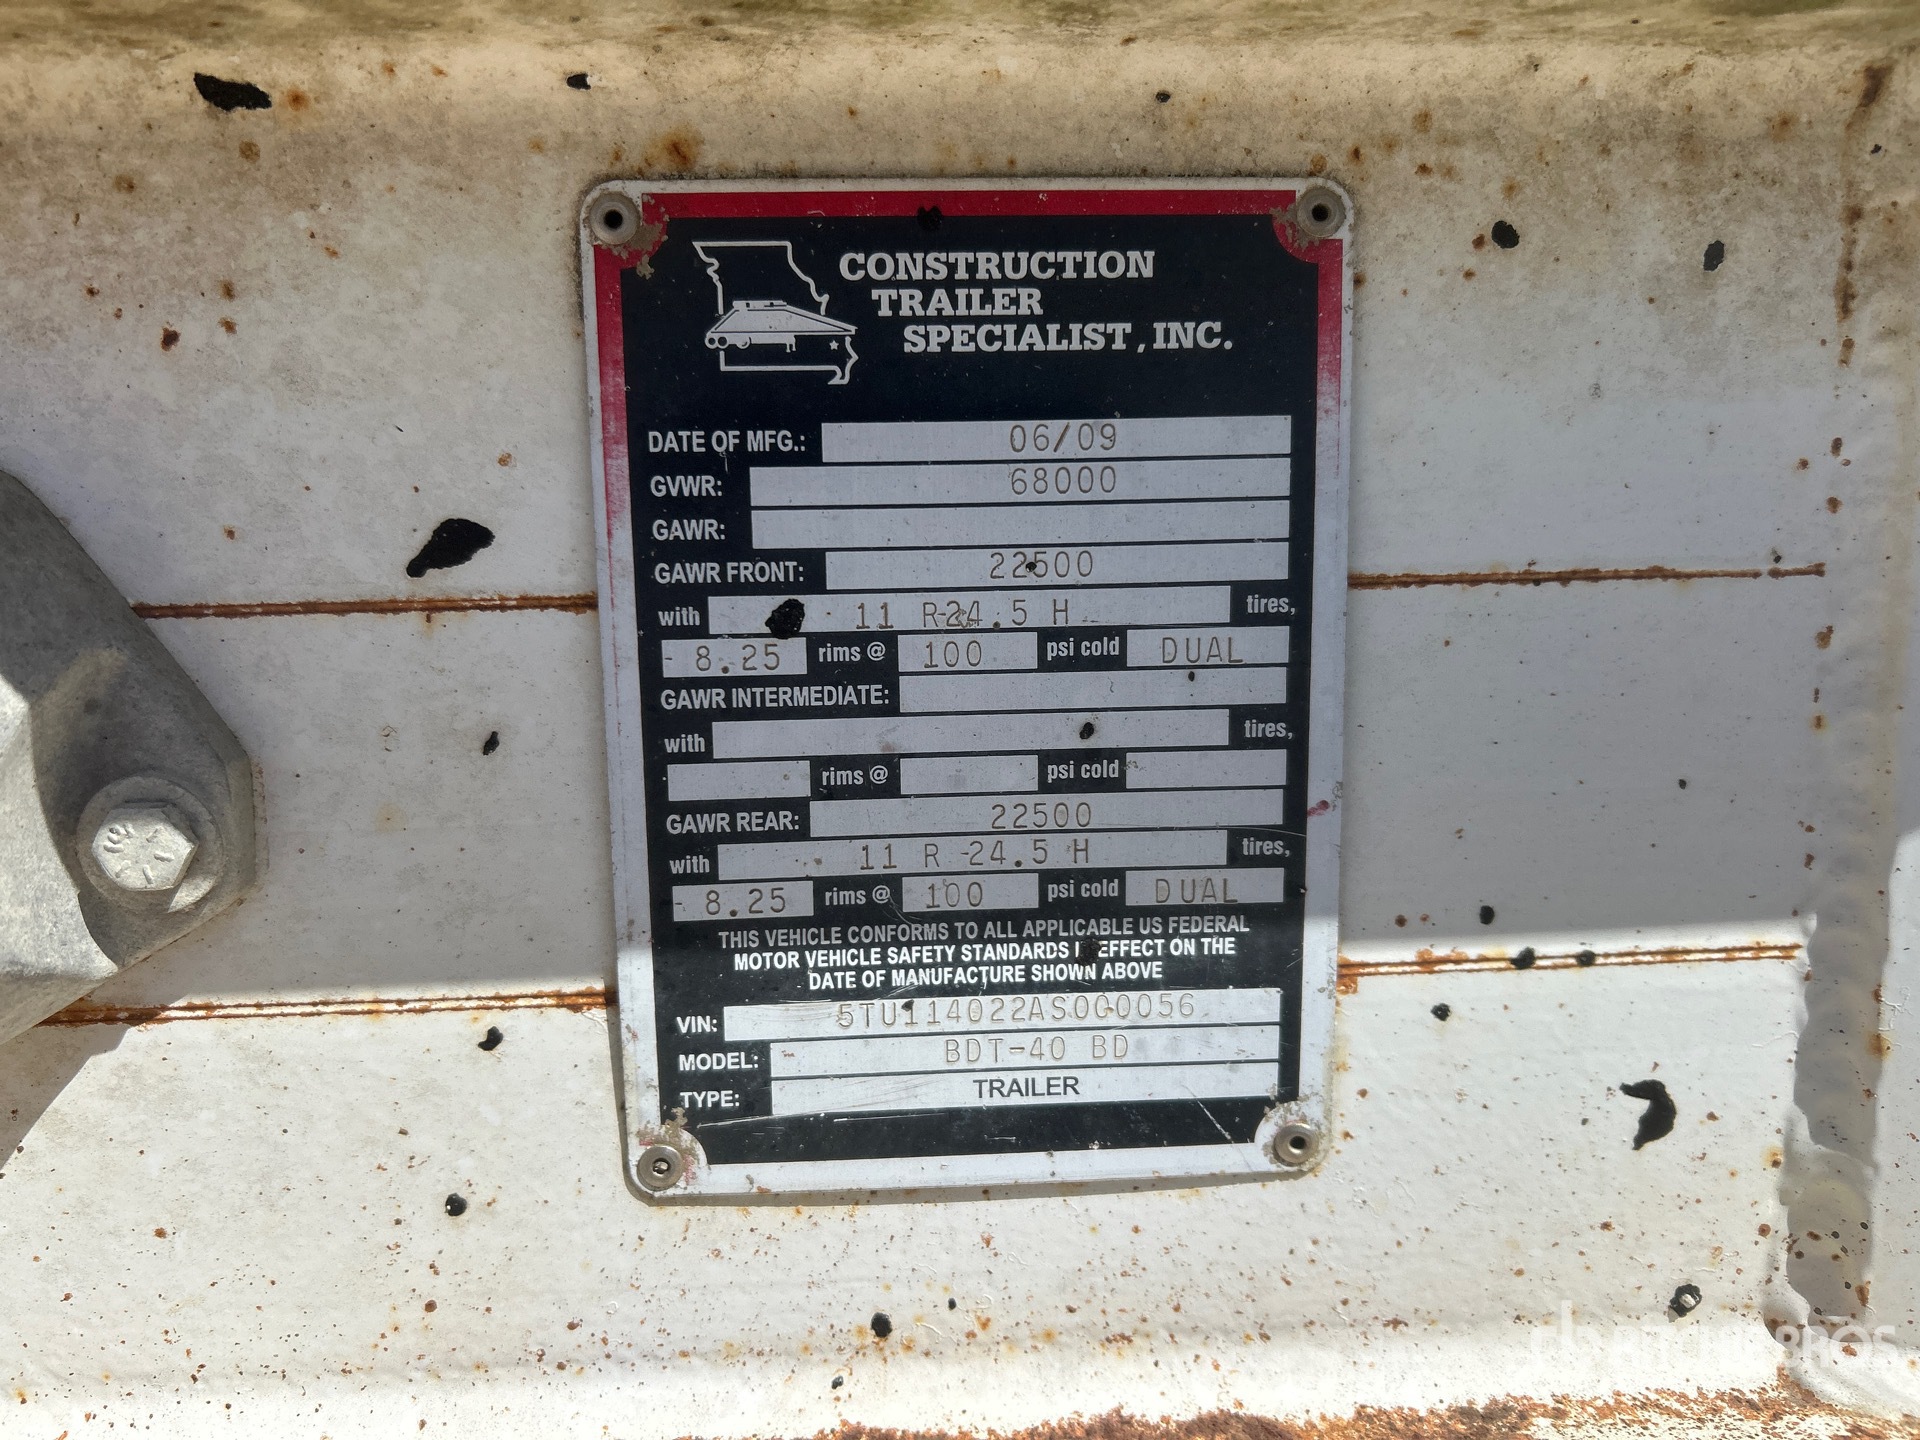 CONSTRUCTION
TRAILER
SPECIALIST, INC.
DATE OF MFG.: 06/09
GVWR: 68000
GAWR:
GAWR FRONT: 22500
with 11 R-24.5 H tires,
- 8.25 rims @ 100 psi cold DUAL
GAWR INTERMEDIATE:
with tires,
rims @ psi cold
GAWR REAR: 22500
with 11 R -24.5 H tires,
- 8.25 rims @ 100 psi cold DUAL
THIS VEHICLE CONFORMS TO ALL APPLICABLE US FEDERAL
MOTOR VEHICLE SAFETY STANDARDS IN EFFECT ON THE
DATE OF MANUFACTURE SHOWN ABOVE
VIN: 5TU114022AS000056
MODEL: BDT-40 BD
TYPE: TRAILER